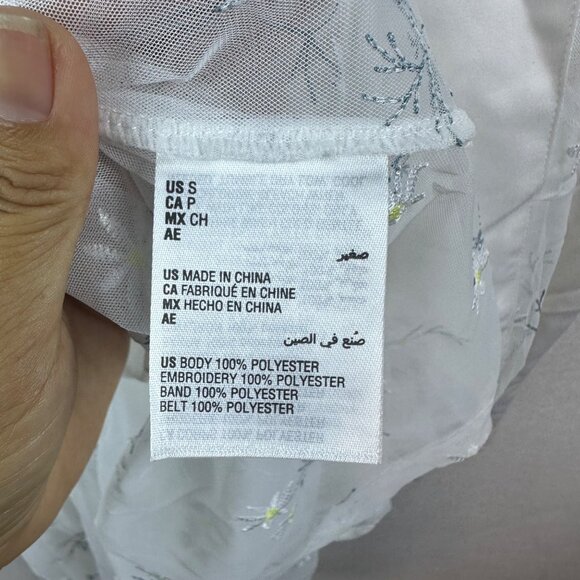 US S
CA P
MX CH
AE
صغير
US MADE IN CHINA
CA FABRIQUÉ EN CHINE
MX HECHO EN CHINA
AE
صُنع في الصين
US BODY 100% POLYESTER
EMBROIDERY 100% POLYESTER
BAND 100% POLYESTER
BELT 100% POLYESTER